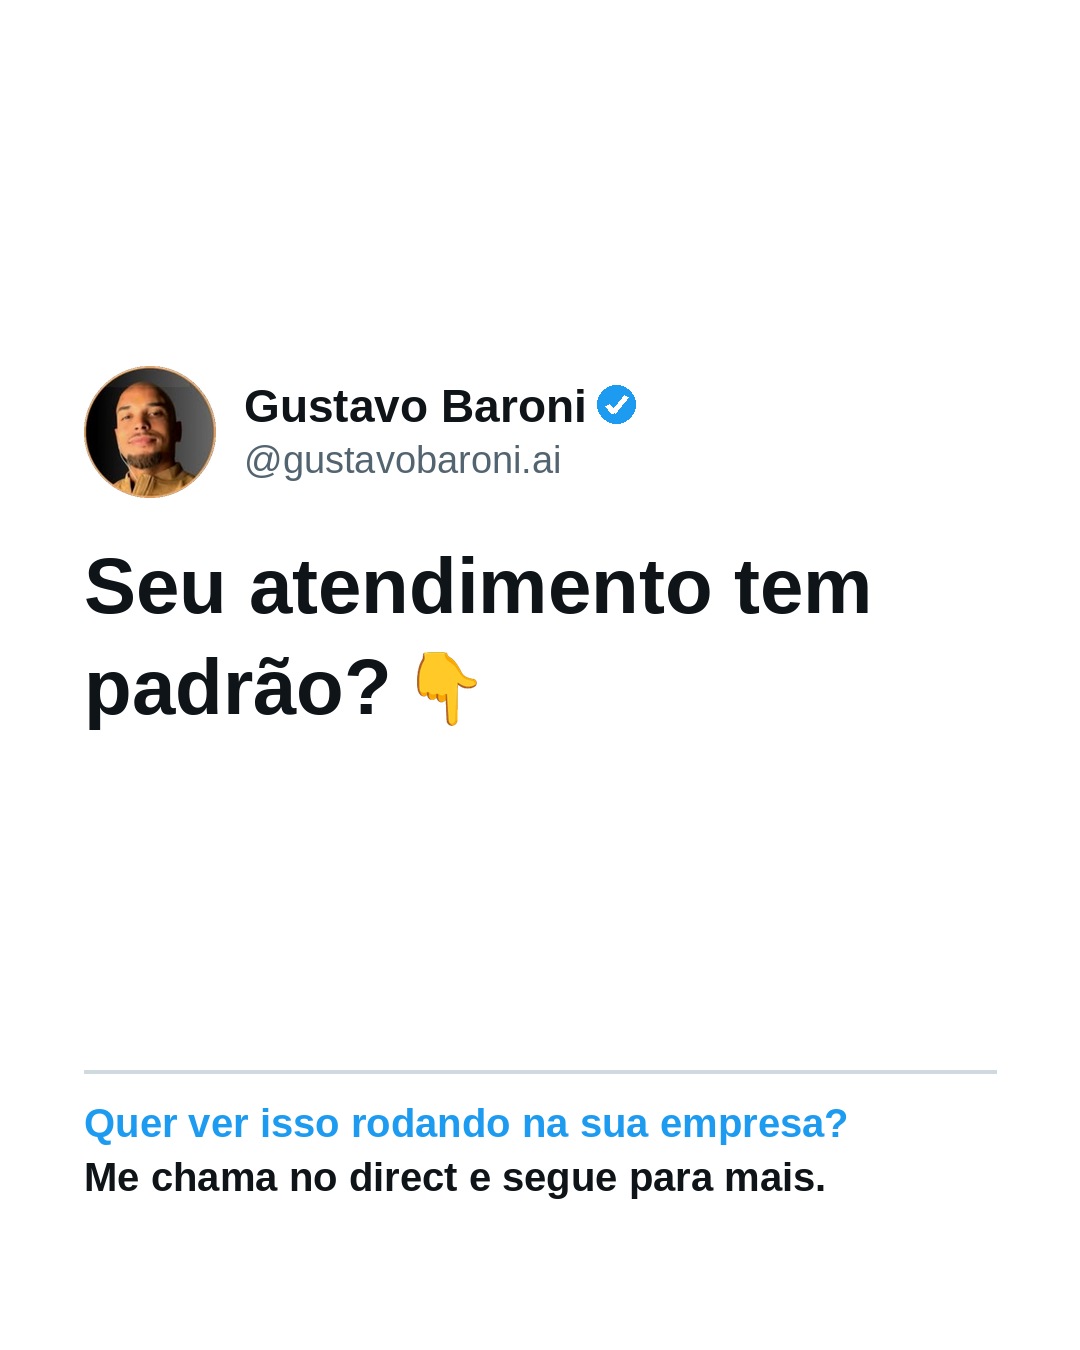 Gustavo Baroni
@gustavobaroni.ai
Seu atendimento tem
padrão? 👇
Quer ver isso rodando na sua empresa?
Me chama no direct e segue para mais.